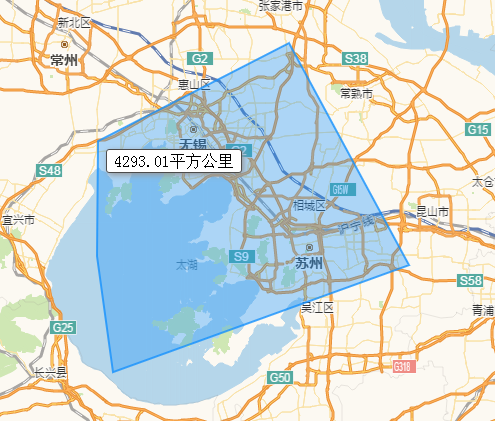 张家港市
新北区
常州
G2
S38
惠山区
常熟市
G15
无锡
G2
4293.01平方公里
S48
太仓
G15W
相城区
昆山市
宜兴市
沪宁线
太湖
S9
苏州
S58
吴江区
青浦
G25
G318
长兴县
G50